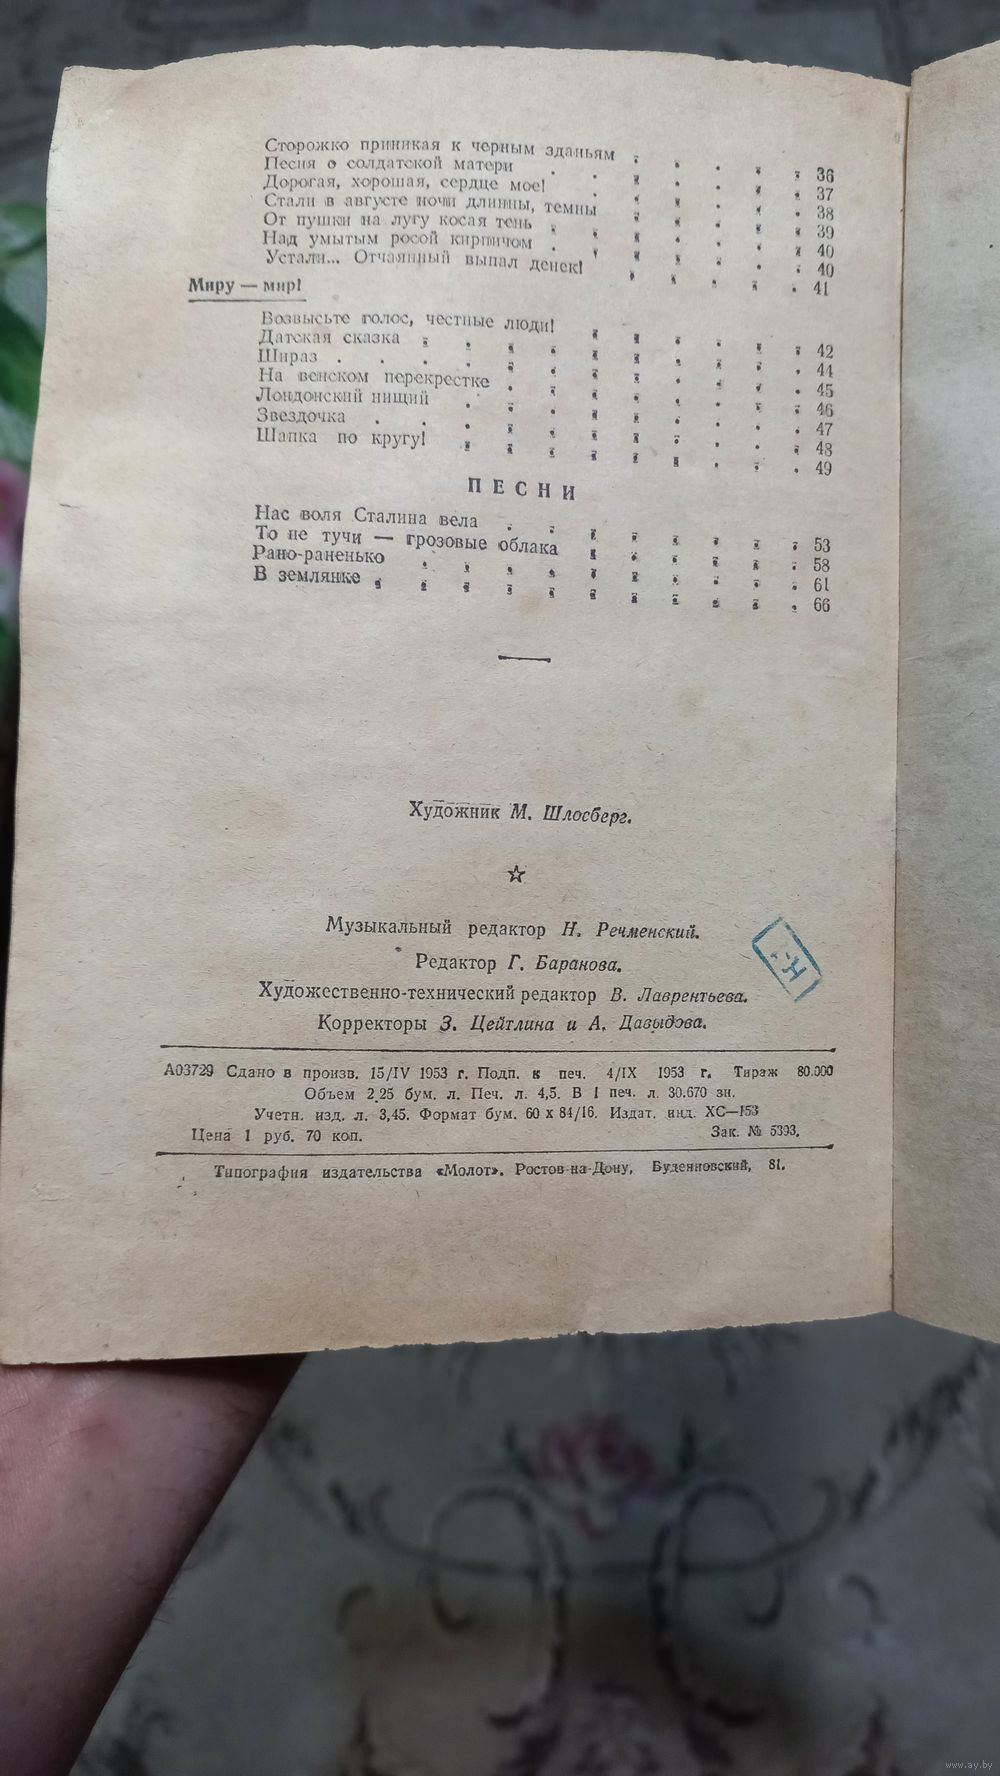 Сторожко приникая к черным зданьям . . . . . 36
Песня о солдатской матери . . . . . . . 37
Дорогая, хорошая, сердце мое! . . . . . . 38
Стали в августе ночи длинны, темны . . . . . 39
От пушки на лугу косая тень . . . . . . . 40
Над умытым росой кирпичом . . . . . . . 40
Устали... Отчаянный выпал денек! . . . . . 41
Миру — мир!
Возвысьте голос, честные люди! . . . . . . 42
Датская сказка . . . . . . . . . . 44
Шираз . . . . . . . . . . . . 45
На венском перекрестке . . . . . . . . 46
Лондонский нищий . . . . . . . . . 47
Звездочка . . . . . . . . . . . 48
Шапка по кругу! . . . . . . . . . 49
ПЕСНИ
Нас воля Сталина вела . . . . . . . . 53
То не тучи — грозовые облака . . . . . . 58
Рано-раненько . . . . . . . . . . 61
В землянке . . . . . . . . . . . 66
Художник М. Шлосберг.
Музыкальный редактор Н. Речменский.
Редактор Г. Баранова.
Художественно-технический редактор В. Лаврентьева.
Корректоры З. Цейтлина и А. Давыдова.
А03729 Сдано в произв. 15/IV 1953 г. Подп. к печ. 4/IX 1953 г. Тираж 80.000
Объем 2,25 бум. л. Печ. л. 4,5. В 1 печ. л. 30.670 зн.
Учетн. изд. л. 3,45. Формат бум. 60 х 84/16. Издат. инд. ХС—153
Цена 1 руб. 70 коп. Зак. № 5393.
Типография издательства «Молот». Ростов-на-Дону, Буденновский, 81.
www.ay.by